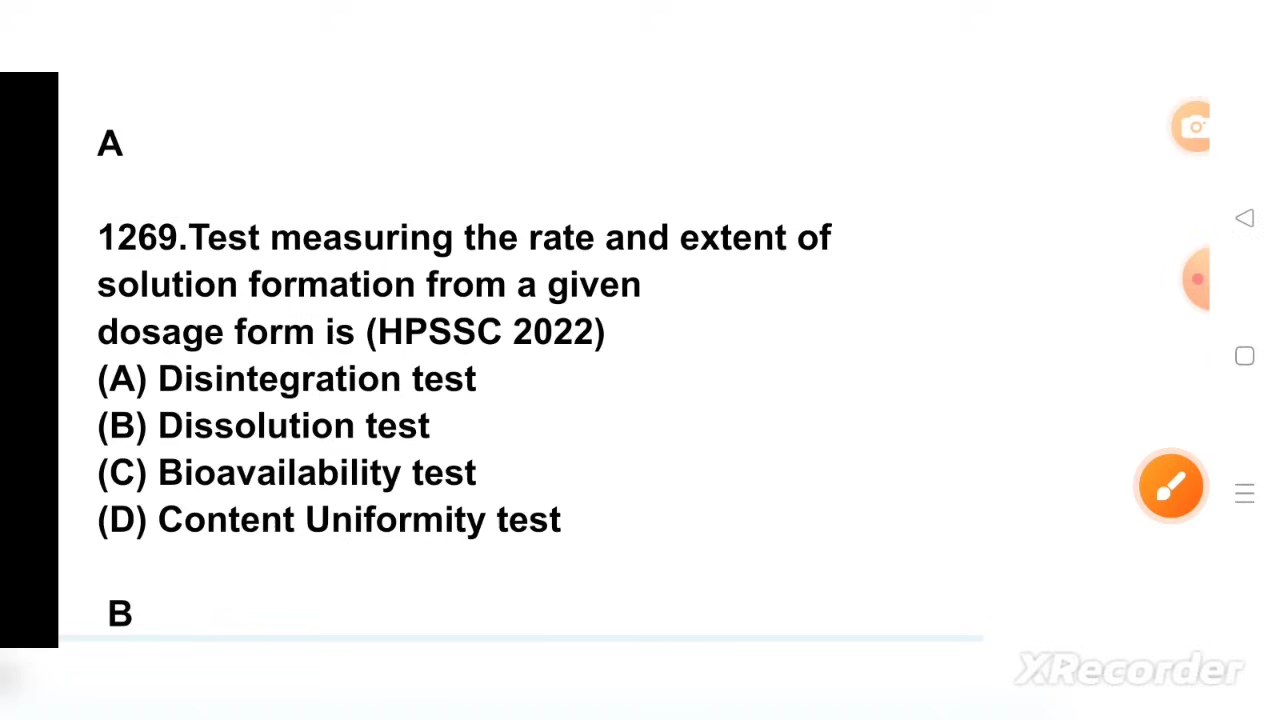 A
1269.Test measuring the rate and extent of
solution formation from a given
dosage form is (HPSSC 2022)
(A) Disintegration test
(B) Dissolution test
(C) Bioavailability test
(D) Content Uniformity test
B
XRecorder